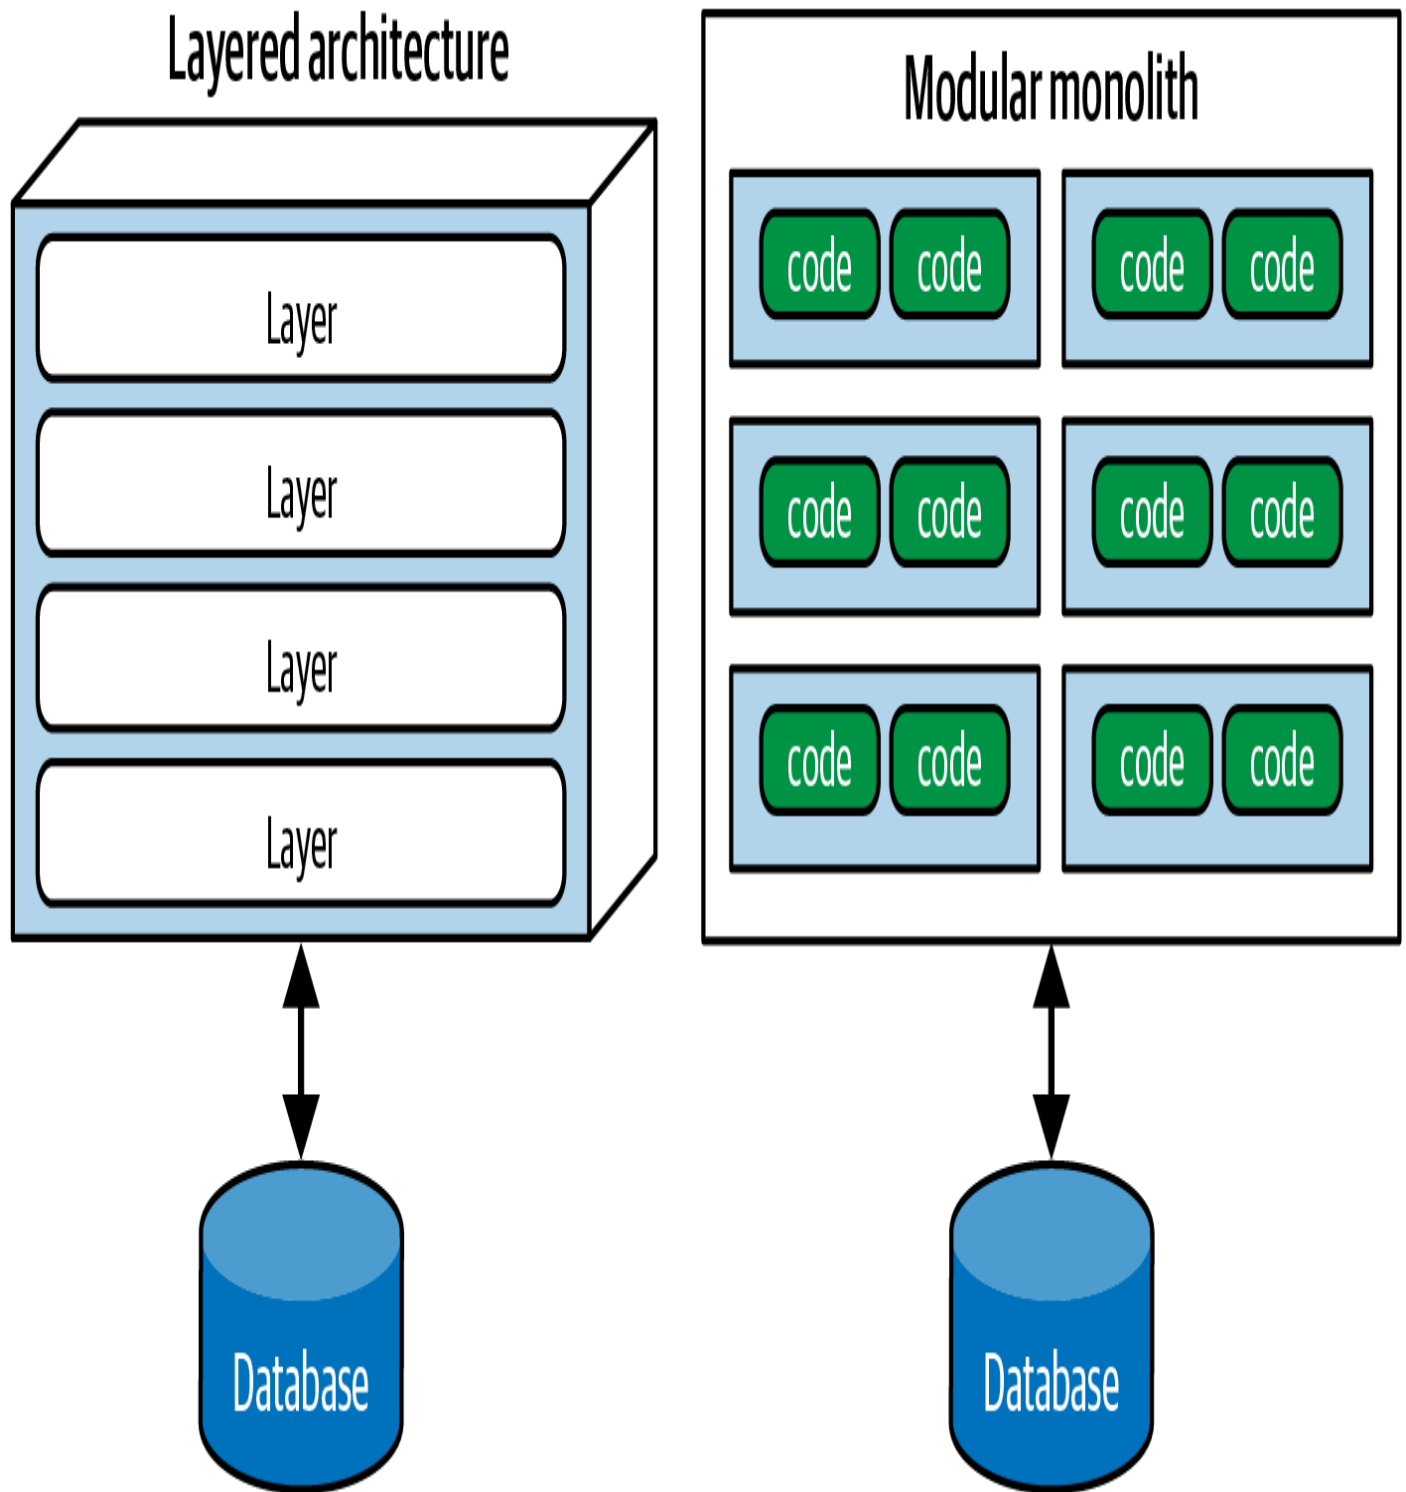 Layered architecture
Layer
Layer
Layer
Layer
Database
Modular monolith
code code code code
code code code code
code code code code
Database